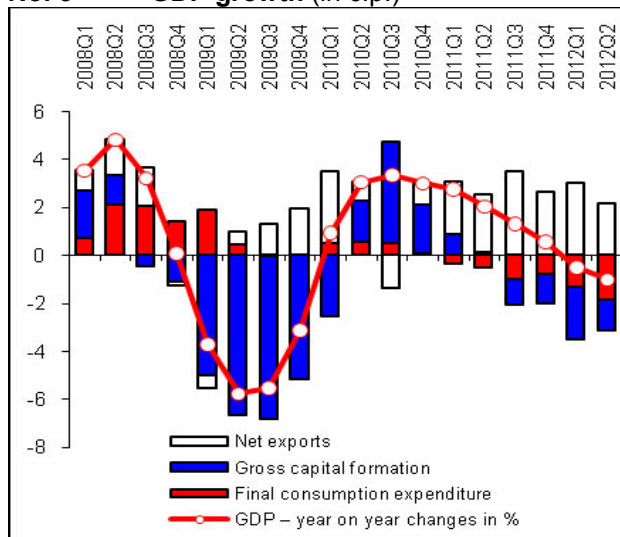 GDP growth (in
2008Q1
2008Q2
2008Q3
2008Q4
2009Q1
2009Q2
2009Q3
2009Q4
2010Q1
2010Q2
2010Q3
2010Q4
2011Q1
2011Q2
2011Q3
2011Q4
2012Q1
2012Q2
6
4
2
0
-2
-4
-6
-8
Net exports
Gross capital formation
Final consumption expenditure
GDP – year on year changes in %